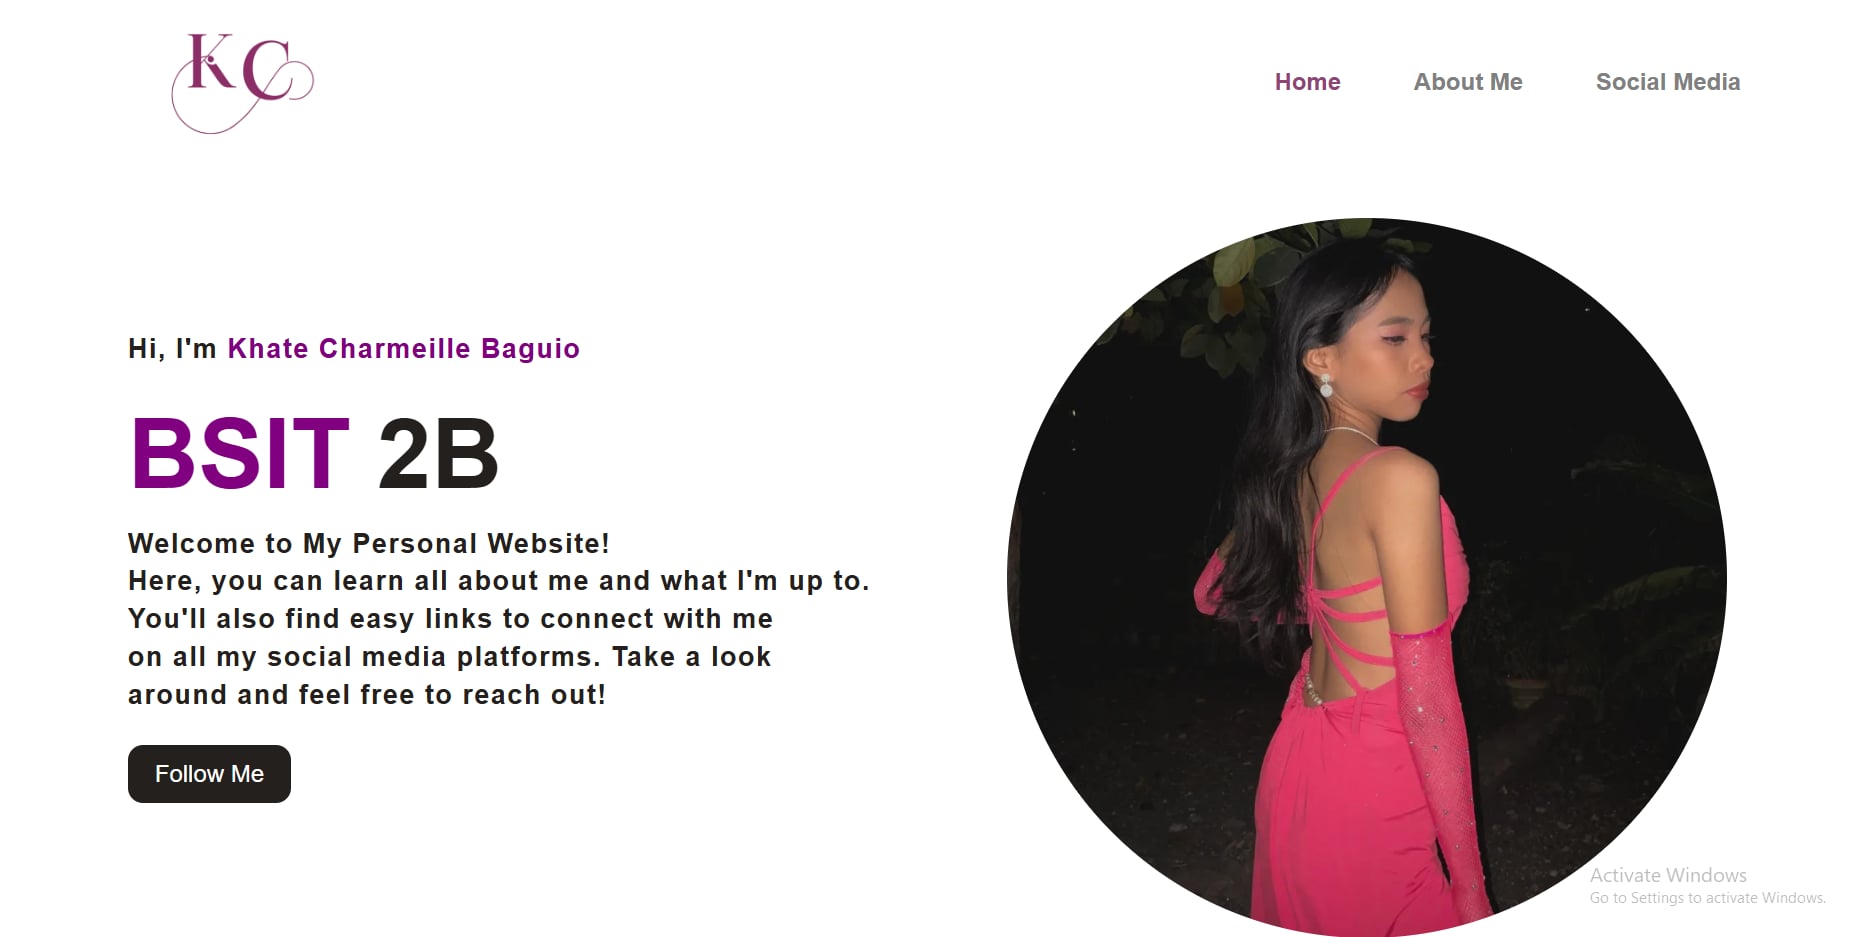 KC
Home
About Me
Social Media
Hi, I'm Khate Charmeille Baguio
BSIT 2B
Welcome to My Personal Website!
Here, you can learn all about me and what I'm up to.
You'll also find easy links to connect with me
on all my social media platforms. Take a look
around and feel free to reach out!
Follow Me
Activate Windows
Go to Settings to activate Windows.